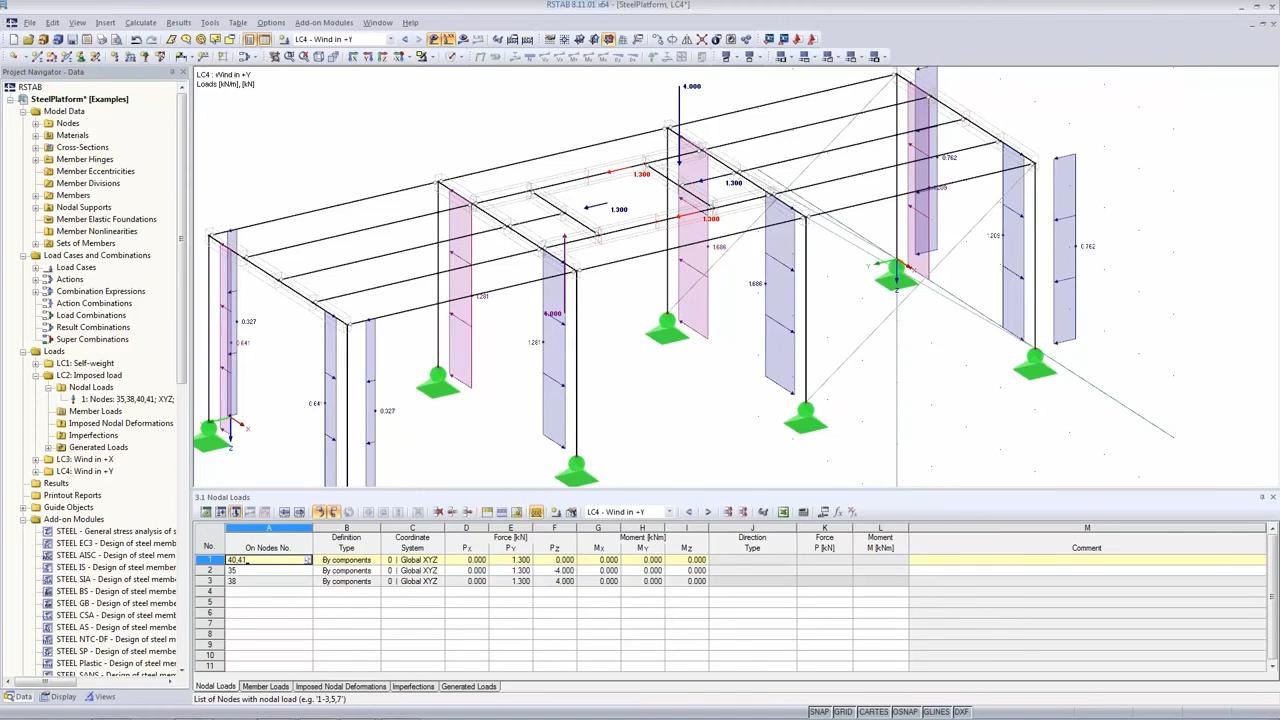 RSTAB 8.11.01 x64 - [SteelPlatform, LC4*]
File Edit View Insert Calculate Results Tools Table Options Add-on Modules Window Help
LC4 - Wind in +Y
Project Navigator - Data
RSTAB
SteelPlatform* [Examples]
Model Data
Nodes
Materials
Cross-Sections
Member Hinges
Member Eccentricities
Member Divisions
Members
Nodal Supports
Member Elastic Foundations
Member Nonlinearities
Sets of Members
Load Cases and Combinations
Load Cases
Actions
Combination Expressions
Action Combinations
Load Combinations
Result Combinations
Super Combinations
Loads
LC1: Self-weight
LC2: Imposed load
Nodal Loads
1: Nodes: 35,38,40,41; XYZ;
Member Loads
Imposed Nodal Deformations
Imperfections
Generated Loads
LC3: Wind in +X
LC4: Wind in +Y
Results
Printout Reports
Guide Objects
Add-on Modules
STEEL - General stress analysis of s
STEEL EC3 - Design of steel memb
STEEL AISC - Design of steel memb
STEEL IS - Design of steel member
STEEL SIA - Design of steel membe
STEEL BS - Design of steel membe
STEEL GB - Design of steel membe
STEEL CSA - Design of steel memb
STEEL AS - Design of steel membe
STEEL NTC-DF - Design of steel m
STEEL SP - Design of steel membe
STEEL Plastic - Design of steel me
Data Display Views
LC4 : Wind in +Y
Loads [kN/m], [kN]
4.000
1.300
1.300
1.300
1.300
0.762
1.209
0.762
1.686
1.686
1.281
4.000
1.281
0.327
0.641
0.641
0.327
Y
X
Z
X
Z
3.1 Nodal Loads
LC4 - Wind in +Y
A B C D E F G H I J K L M
No. On Nodes No. Definition Type Coordinate System Force [kN] PX PY PZ Moment [kNm] MX MY MZ Direction Type Force P [kN] Moment M [kNm] Comment
1 40,41 By components 0 | Global XYZ 0.000 1.300 0.000 0.000 0.000 0.000
2 35 By components 0 | Global XYZ 0.000 1.300 -4.000 0.000 0.000 0.000
3 38 By components 0 | Global XYZ 0.000 1.300 4.000 0.000 0.000 0.000
4
5
6
7
8
9
10
11
Nodal Loads Member Loads Imposed Nodal Deformations Imperfections Generated Loads
List of Nodes with nodal load (e.g. '1-3,5,7')
SNAP GRID CARTES OSNAP GLINES DXF